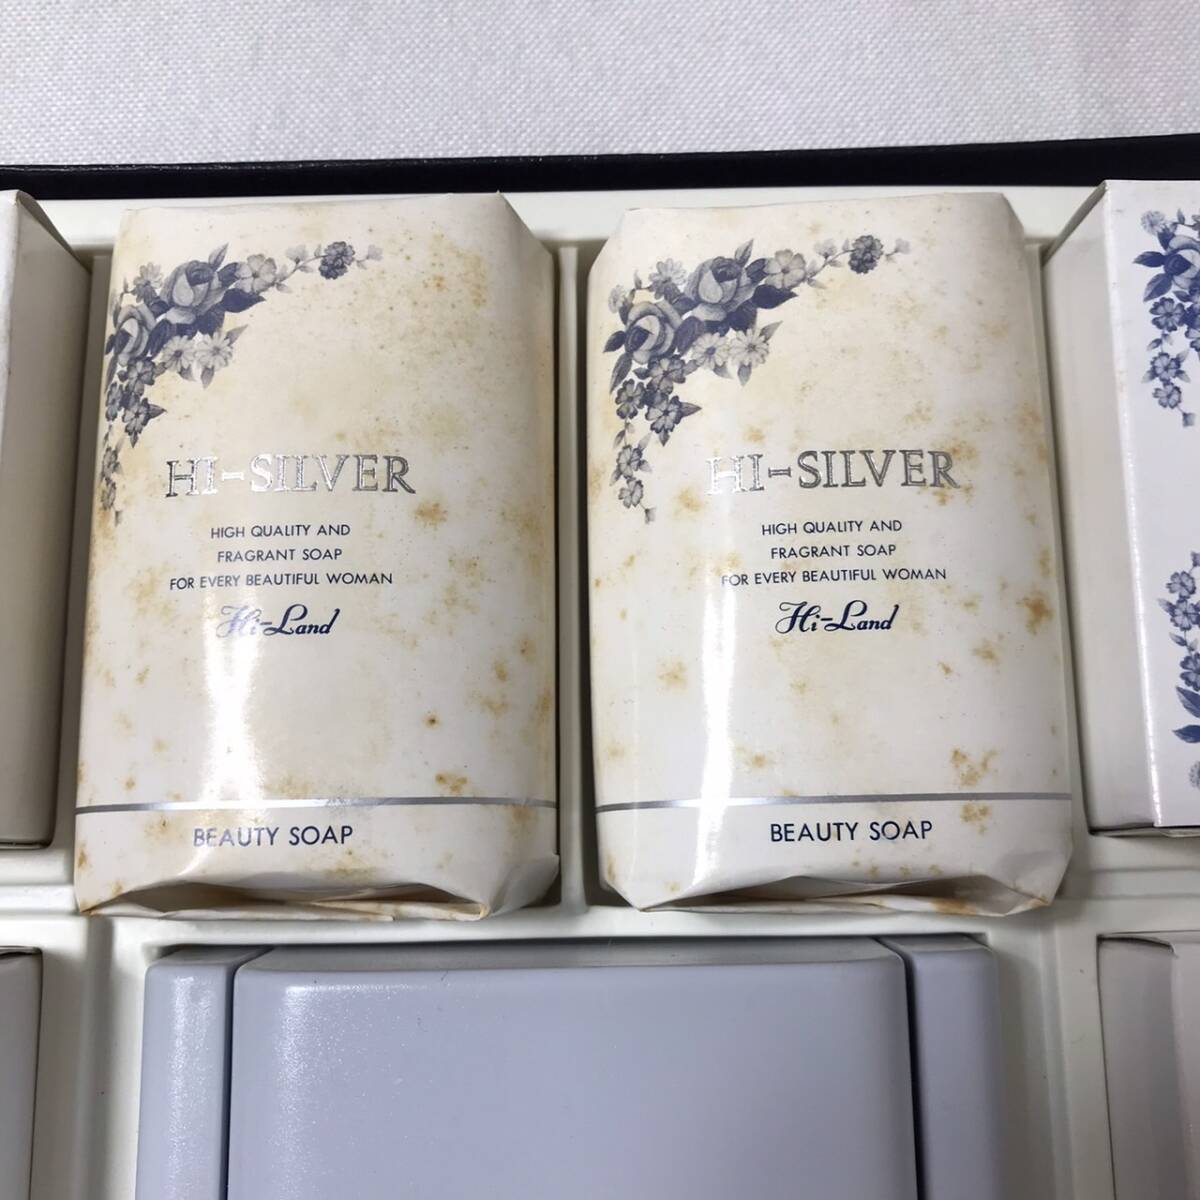 HI-SILVER
HIGH QUALITY AND
FRAGRANT SOAP
FOR EVERY BEAUTIFUL WOMAN
Hi-Land
BEAUTY SOAP
HI-SILVER
HIGH QUALITY AND
FRAGRANT SOAP
FOR EVERY BEAUTIFUL WOMAN
Hi-Land
BEAUTY SOAP